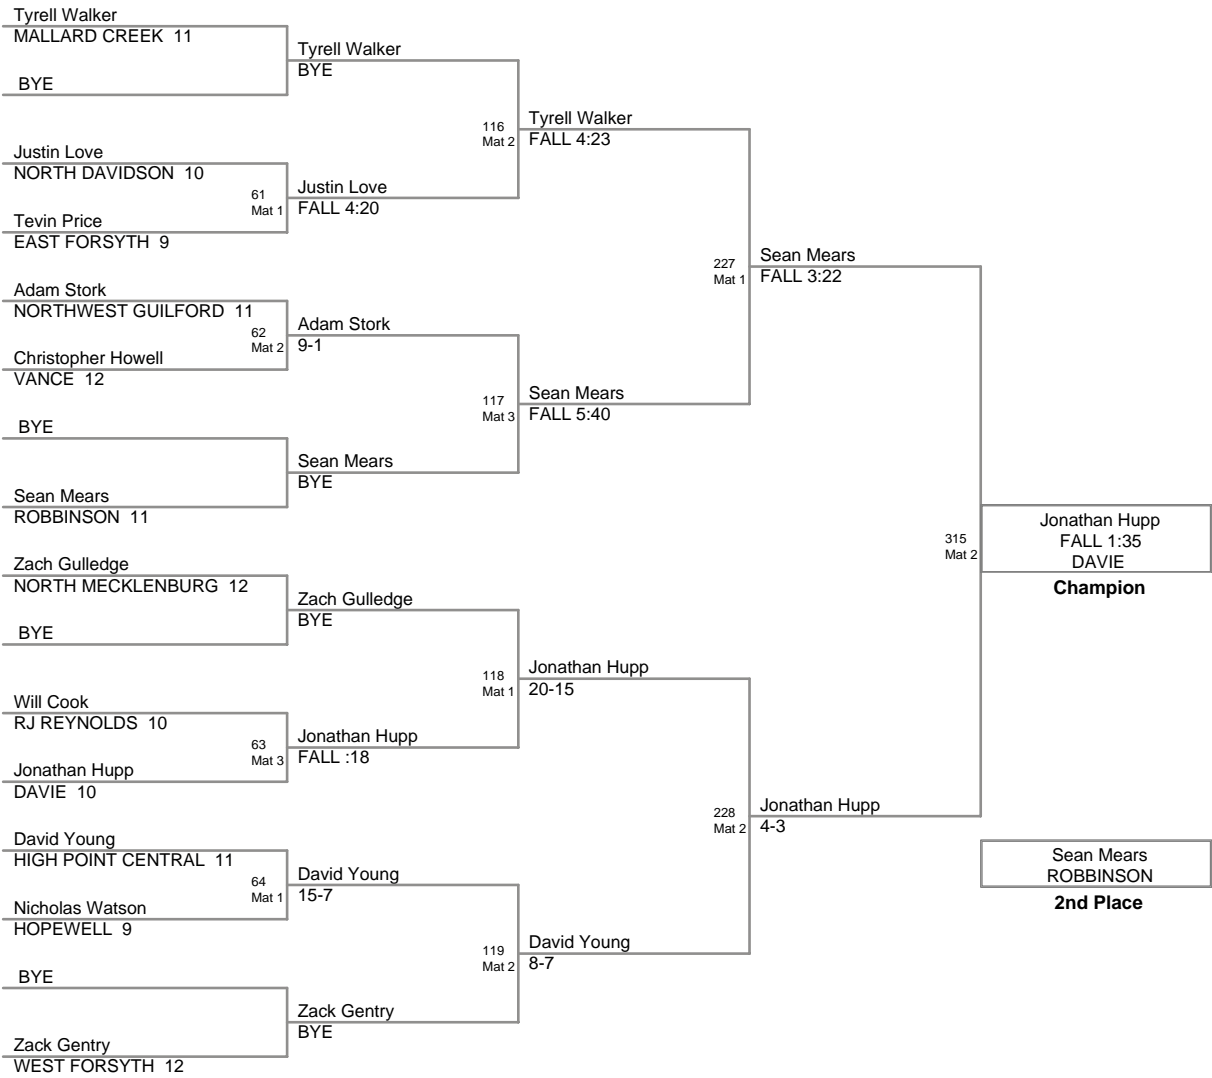 Tyrell Walker
MALLARD CREEK 11
BYE
Justin Love
NORTH DAVIDSON 10
61
Mat 1
Tevin Price
EAST FORSYTH 9
Adam Stork
NORTHWEST GUILFORD 11
62
Mat 2
Christopher Howell
VANCE 12
BYE
Sean Mears
ROBBINSON 11
Zach Gulledge
NORTH MECKLENBURG 12
BYE
Will Cook
RJ REYNOLDS 10
63
Mat 3
Jonathan Hupp
DAVIE 10
David Young
HIGH POINT CENTRAL 11
64
Mat 1
Nicholas Watson
HOPEWELL 9
BYE
Zack Gentry
WEST FORSYTH 12
Tyrell Walker
BYE
116
Mat 2
Justin Love
FALL 4:20
Adam Stork
9-1
117
Mat 3
Sean Mears
BYE
Zach Gulledge
BYE
118
Mat 1
Jonathan Hupp
FALL :18
David Young
15-7
119
Mat 2
Zack Gentry
BYE
Tyrell Walker
FALL 4:23
227
Mat 1
Sean Mears
FALL 5:40
Jonathan Hupp
20-15
228
Mat 2
David Young
8-7
Sean Mears
FALL 3:22
315
Mat 2
Jonathan Hupp
4-3
Jonathan Hupp
FALL 1:35
DAVIE
Champion
Sean Mears
ROBBINSON
2nd Place